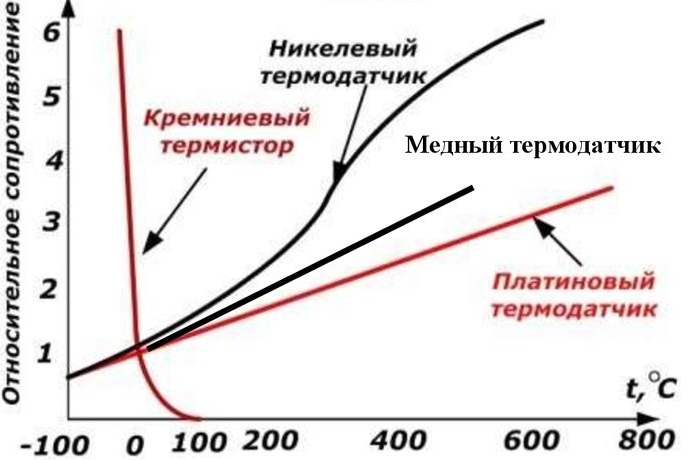 Относительное сопротивление
6
5
4
3
2
1
Никелевый
термодатчик
Кремниевый
термистор
Медный термодатчик
Платиновый
термодатчик
t,°C
-100 0 100 200 400 600 800